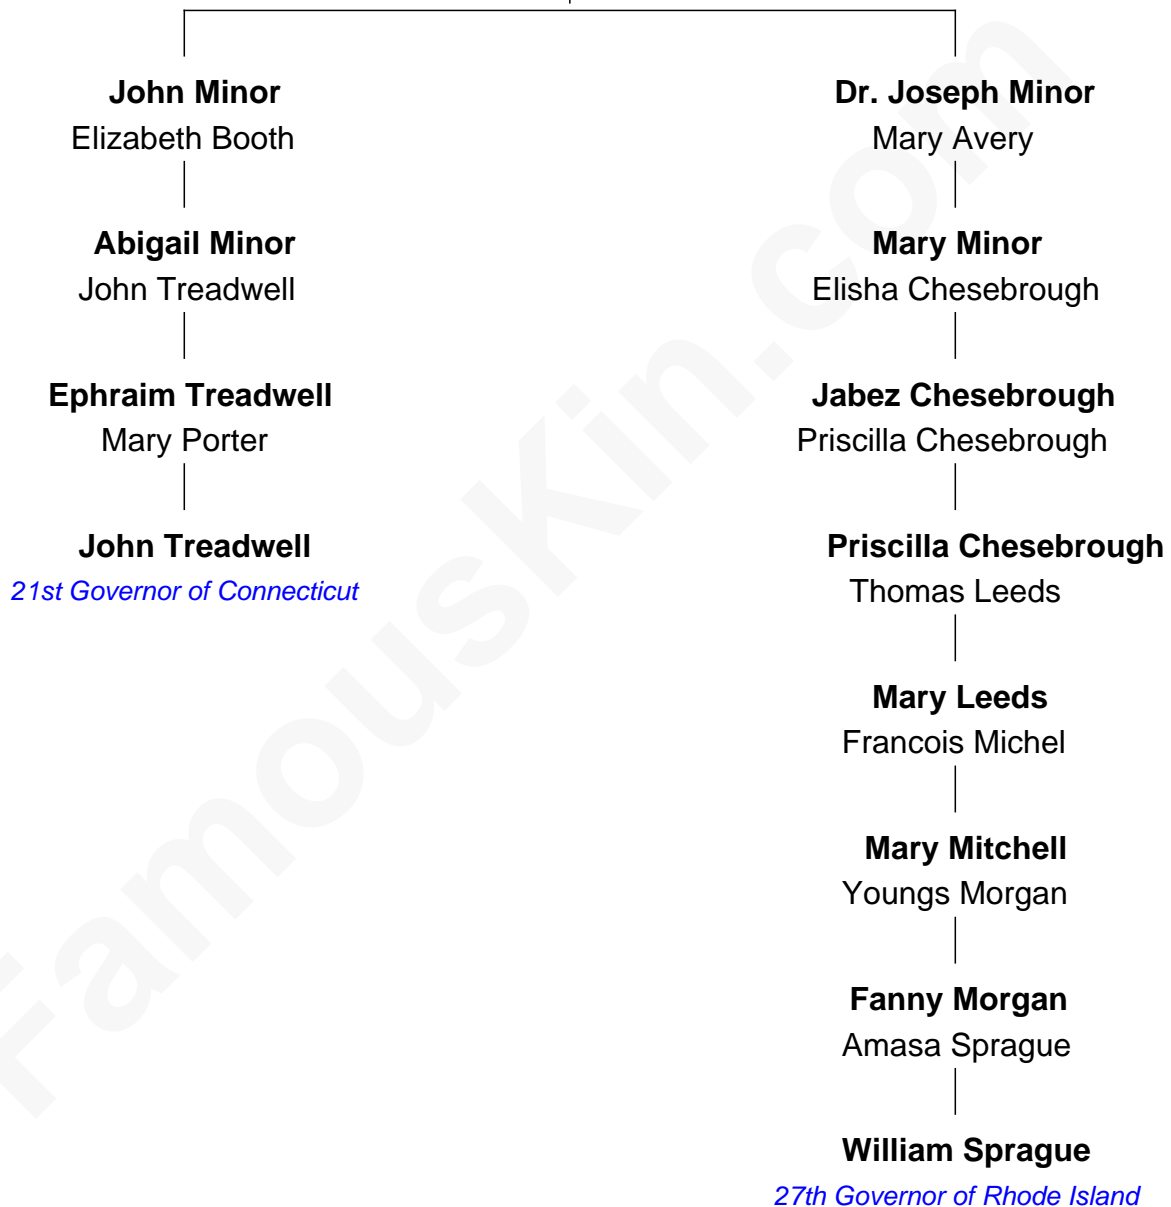 John Minor
Elizabeth Booth
Abigail Minor
John Treadwell
Ephraim Treadwell
Mary Porter
John Treadwell
21st Governor of Connecticut
Dr. Joseph Minor
Mary Avery
Mary Minor
Elisha Chesebrough
Jabez Chesebrough
Priscilla Chesebrough
Priscilla Chesebrough
Thomas Leeds
Mary Leeds
Francois Michel
Mary Mitchell
Youngs Morgan
Fanny Morgan
Amasa Sprague
William Sprague
27th Governor of Rhode Island
FamousKin.com